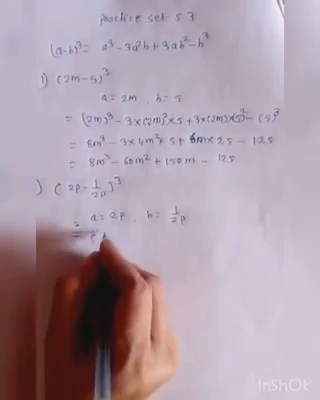 Practice set 5 3
(a-b)³ = a³ - 3a²b + 3ab² - b³
1) (2m-5)³
a = 2m , b = 5
= (2m)³ - 3×(2m)²×5 + 3×(2m)×(5)² - (5)³
= 8m³ - 3×4m²×5 + 6m×25 - 125
= 8m³ - 60m² + 150m - 125
) (2p - 1/2p)³
= a = 2p , b = 1/2p
=
InShOt